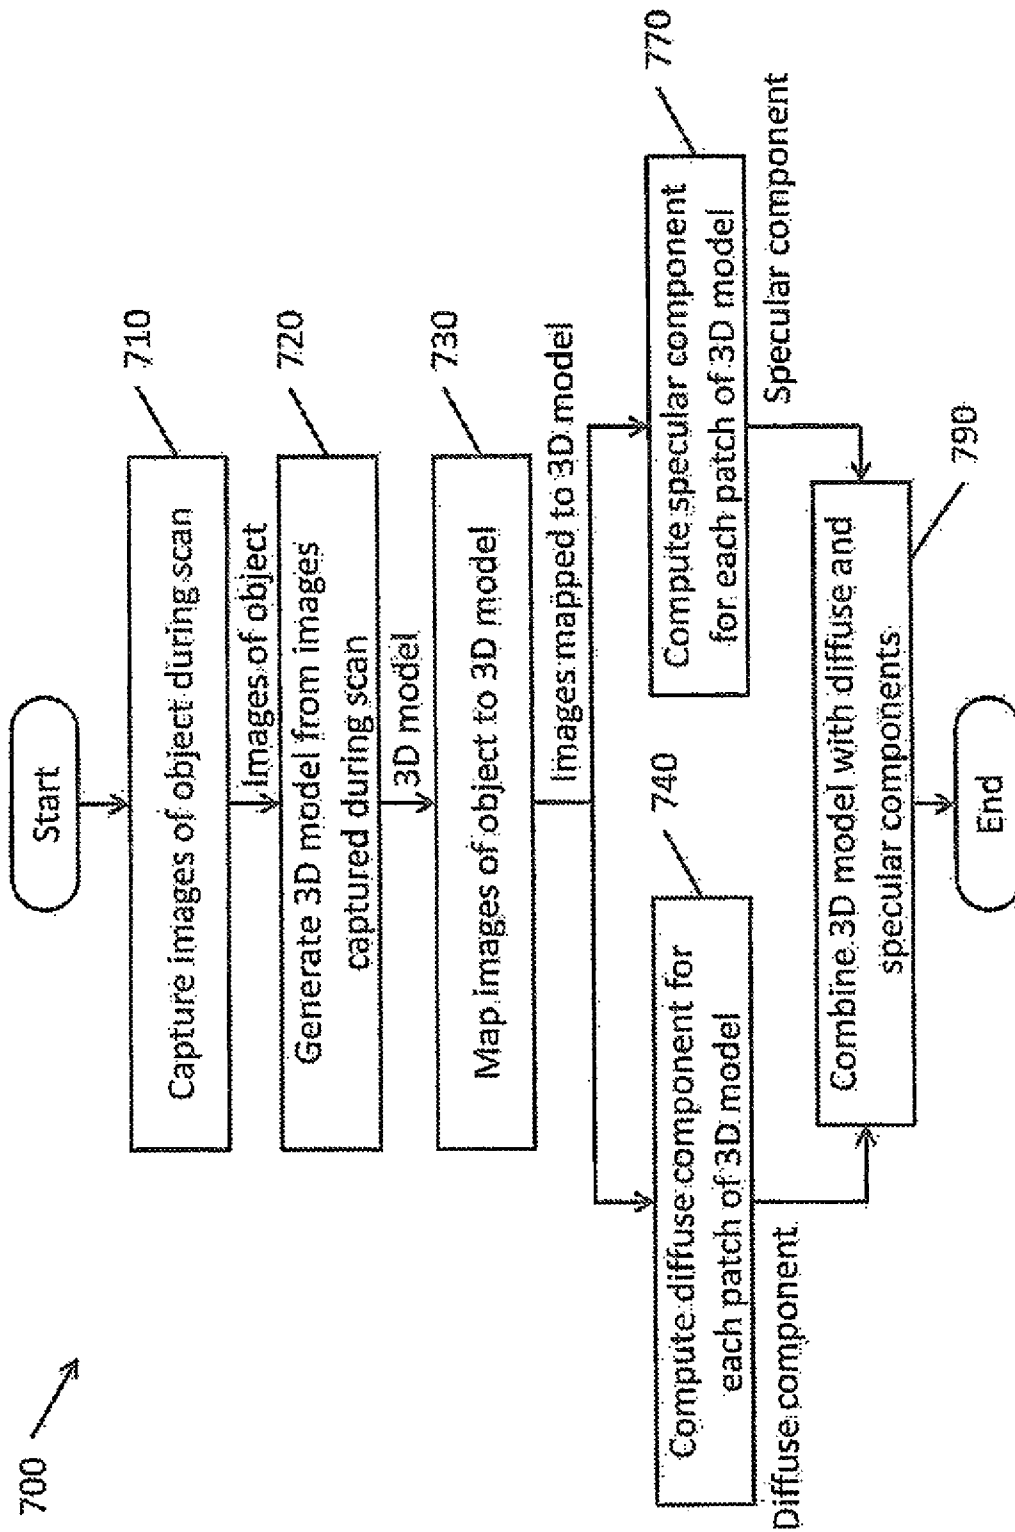 700
Start
710
Capture images of object during scan
Images of object
720
Generate 3D model from images
captured during scan
3D model
730
Map images of object to 3D model
Images mapped to 3D model
740
Compute diffuse component for
each patch of 3D model
Diffuse component
770
Compute specular component
for each patch of 3D model
Specular component
790
Combine 3D model with diffuse and
specular components
End